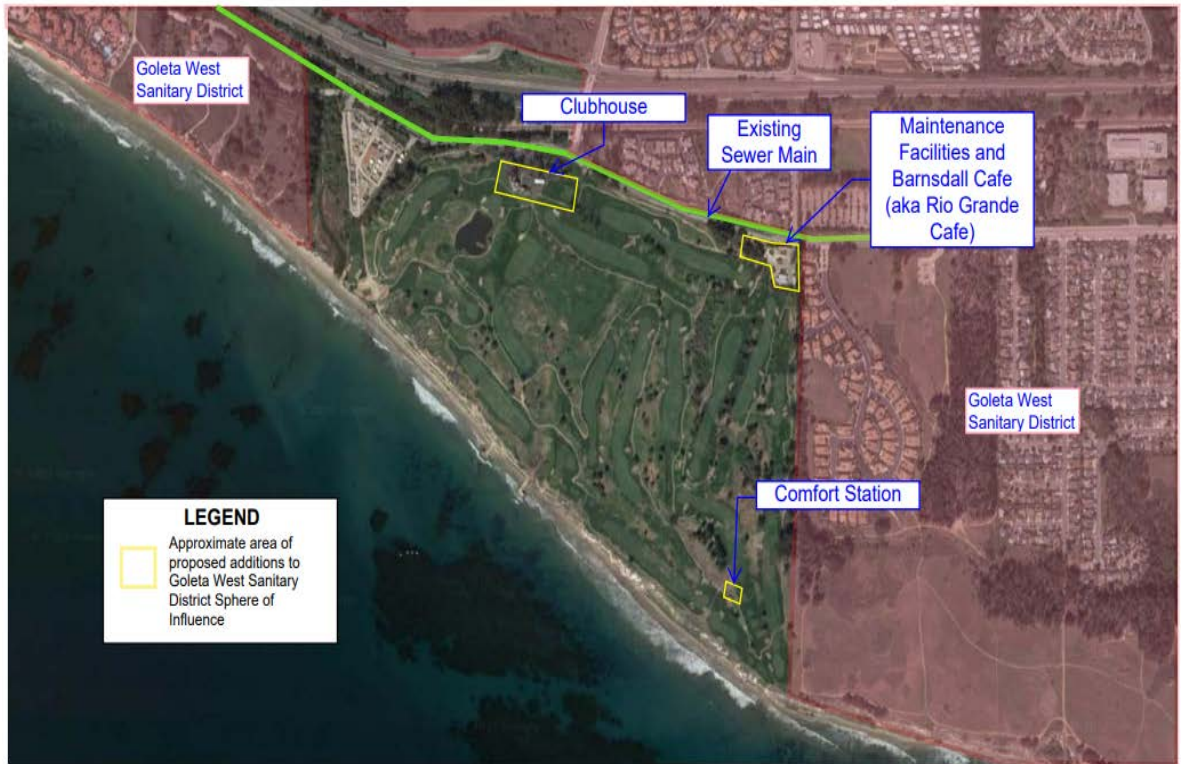 Goleta West
Sanitary District
Clubhouse
Existing
Sewer Main
Maintenance
Facilities and
Barnsdall Cafe
(aka Rio Grande
Cafe)
Goleta West
Sanitary District
Comfort Station
LEGEND
Approximate area of
proposed additions to
Goleta West Sanitary
District Sphere of
Influence